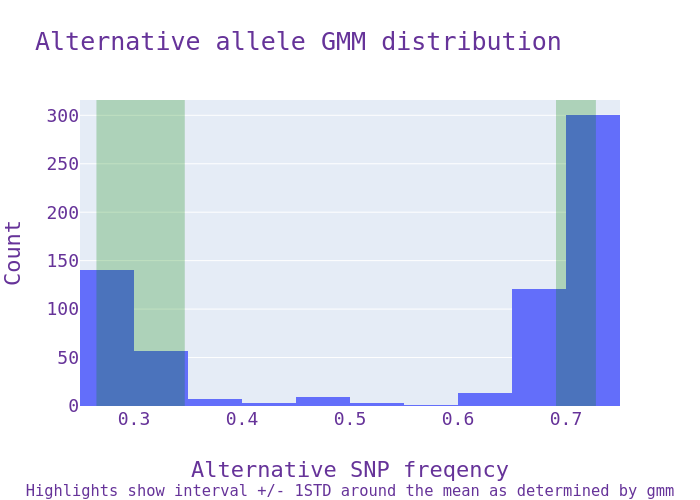 Alternative allele GMM distribution
300
250
200
150
100
50
0
Count
0.3 0.4 0.5 0.6 0.7
Alternative SNP freqency
Highlights show interval +/- 1STD around the mean as determined by gmm